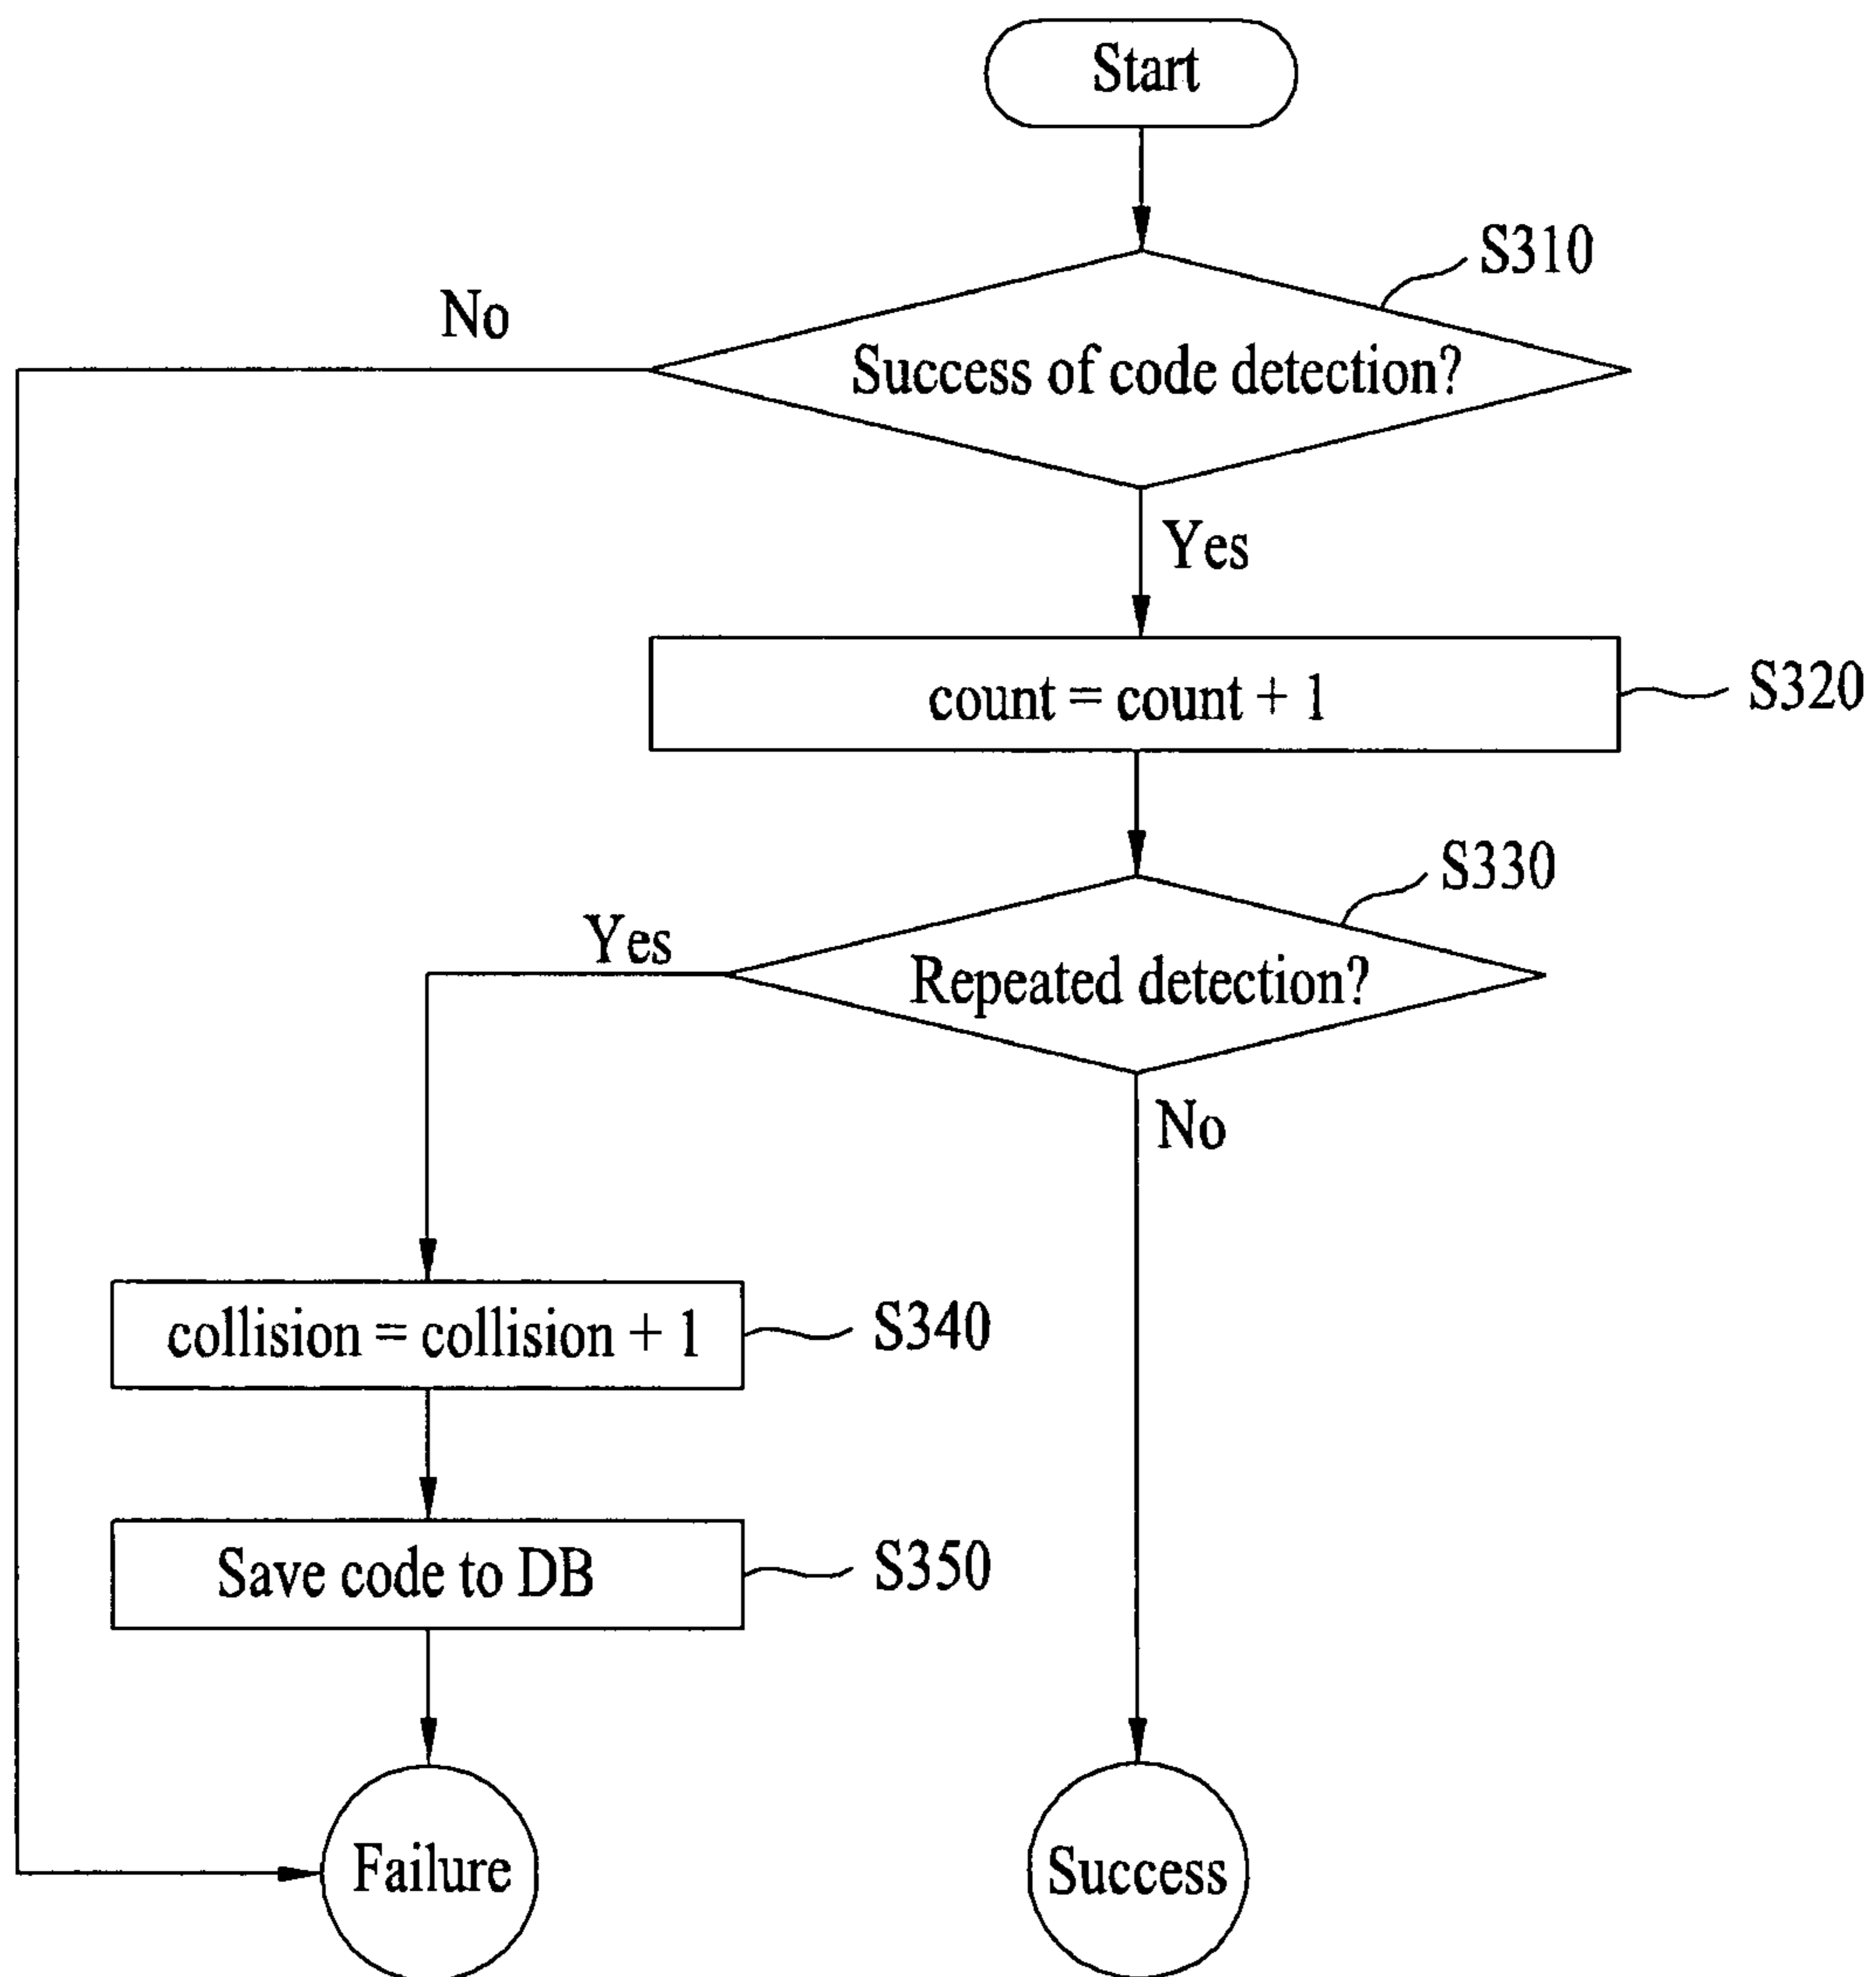 Start
S310
No
Success of code detection?
Yes
count = count + 1
S320
S330
Yes
Repeated detection?
No
collision = collision + 1
S340
Save code to DB
S350
Failure
Success